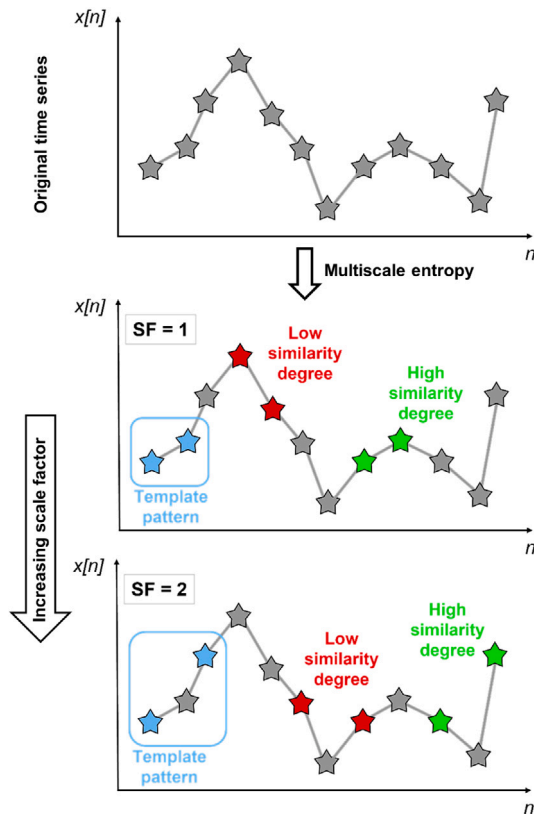 x[n]
Original time series
n
Multiscale entropy
x[n]
SF = 1
Low
similarity
degree
High
similarity
degree
Template
pattern
n
Increasing scale factor
x[n]
SF = 2
High
similarity
degree
Low
similarity
degree
Template
pattern
n